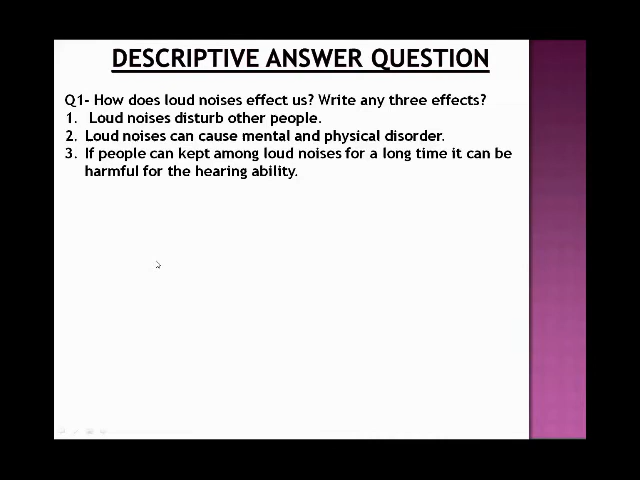 DESCRIPTIVE ANSWER QUESTION
Q1- How does loud noises effect us? Write any three effects?
1. Loud noises disturb other people.
2. Loud noises can cause mental and physical disorder.
3. If people can kept among loud noises for a long time it can be
harmful for the hearing ability.